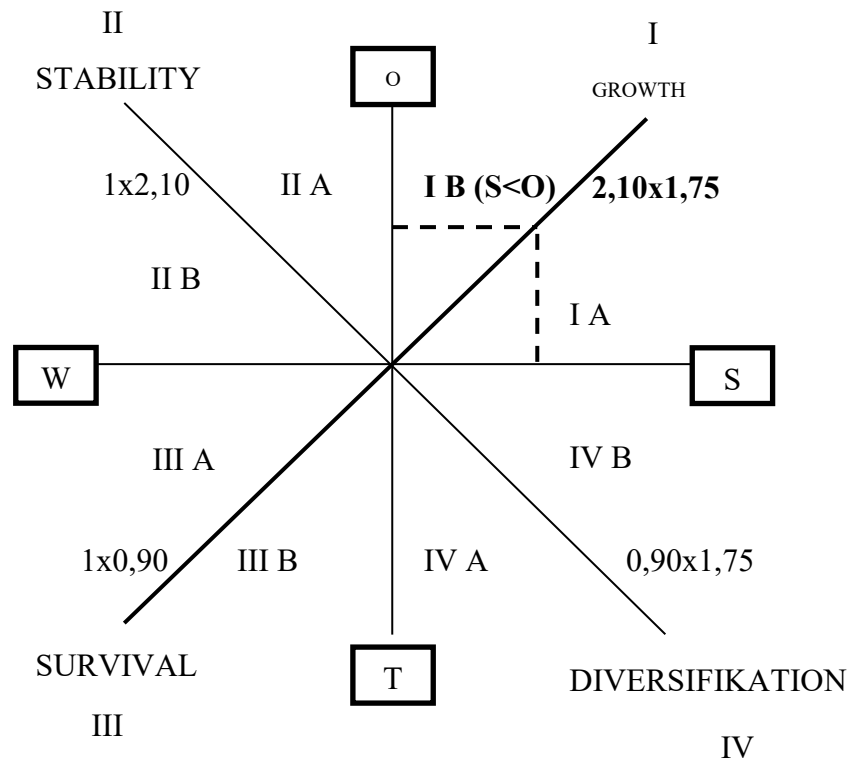 II
I
STABILITY
O
GROWTH
1x2,10
II A
I B (S<O)
2,10x1,75
II B
I A
W
S
III A
IV B
1x0,90
III B
IV A
0,90x1,75
SURVIVAL
T
DIVERSIFIKATION
III
IV